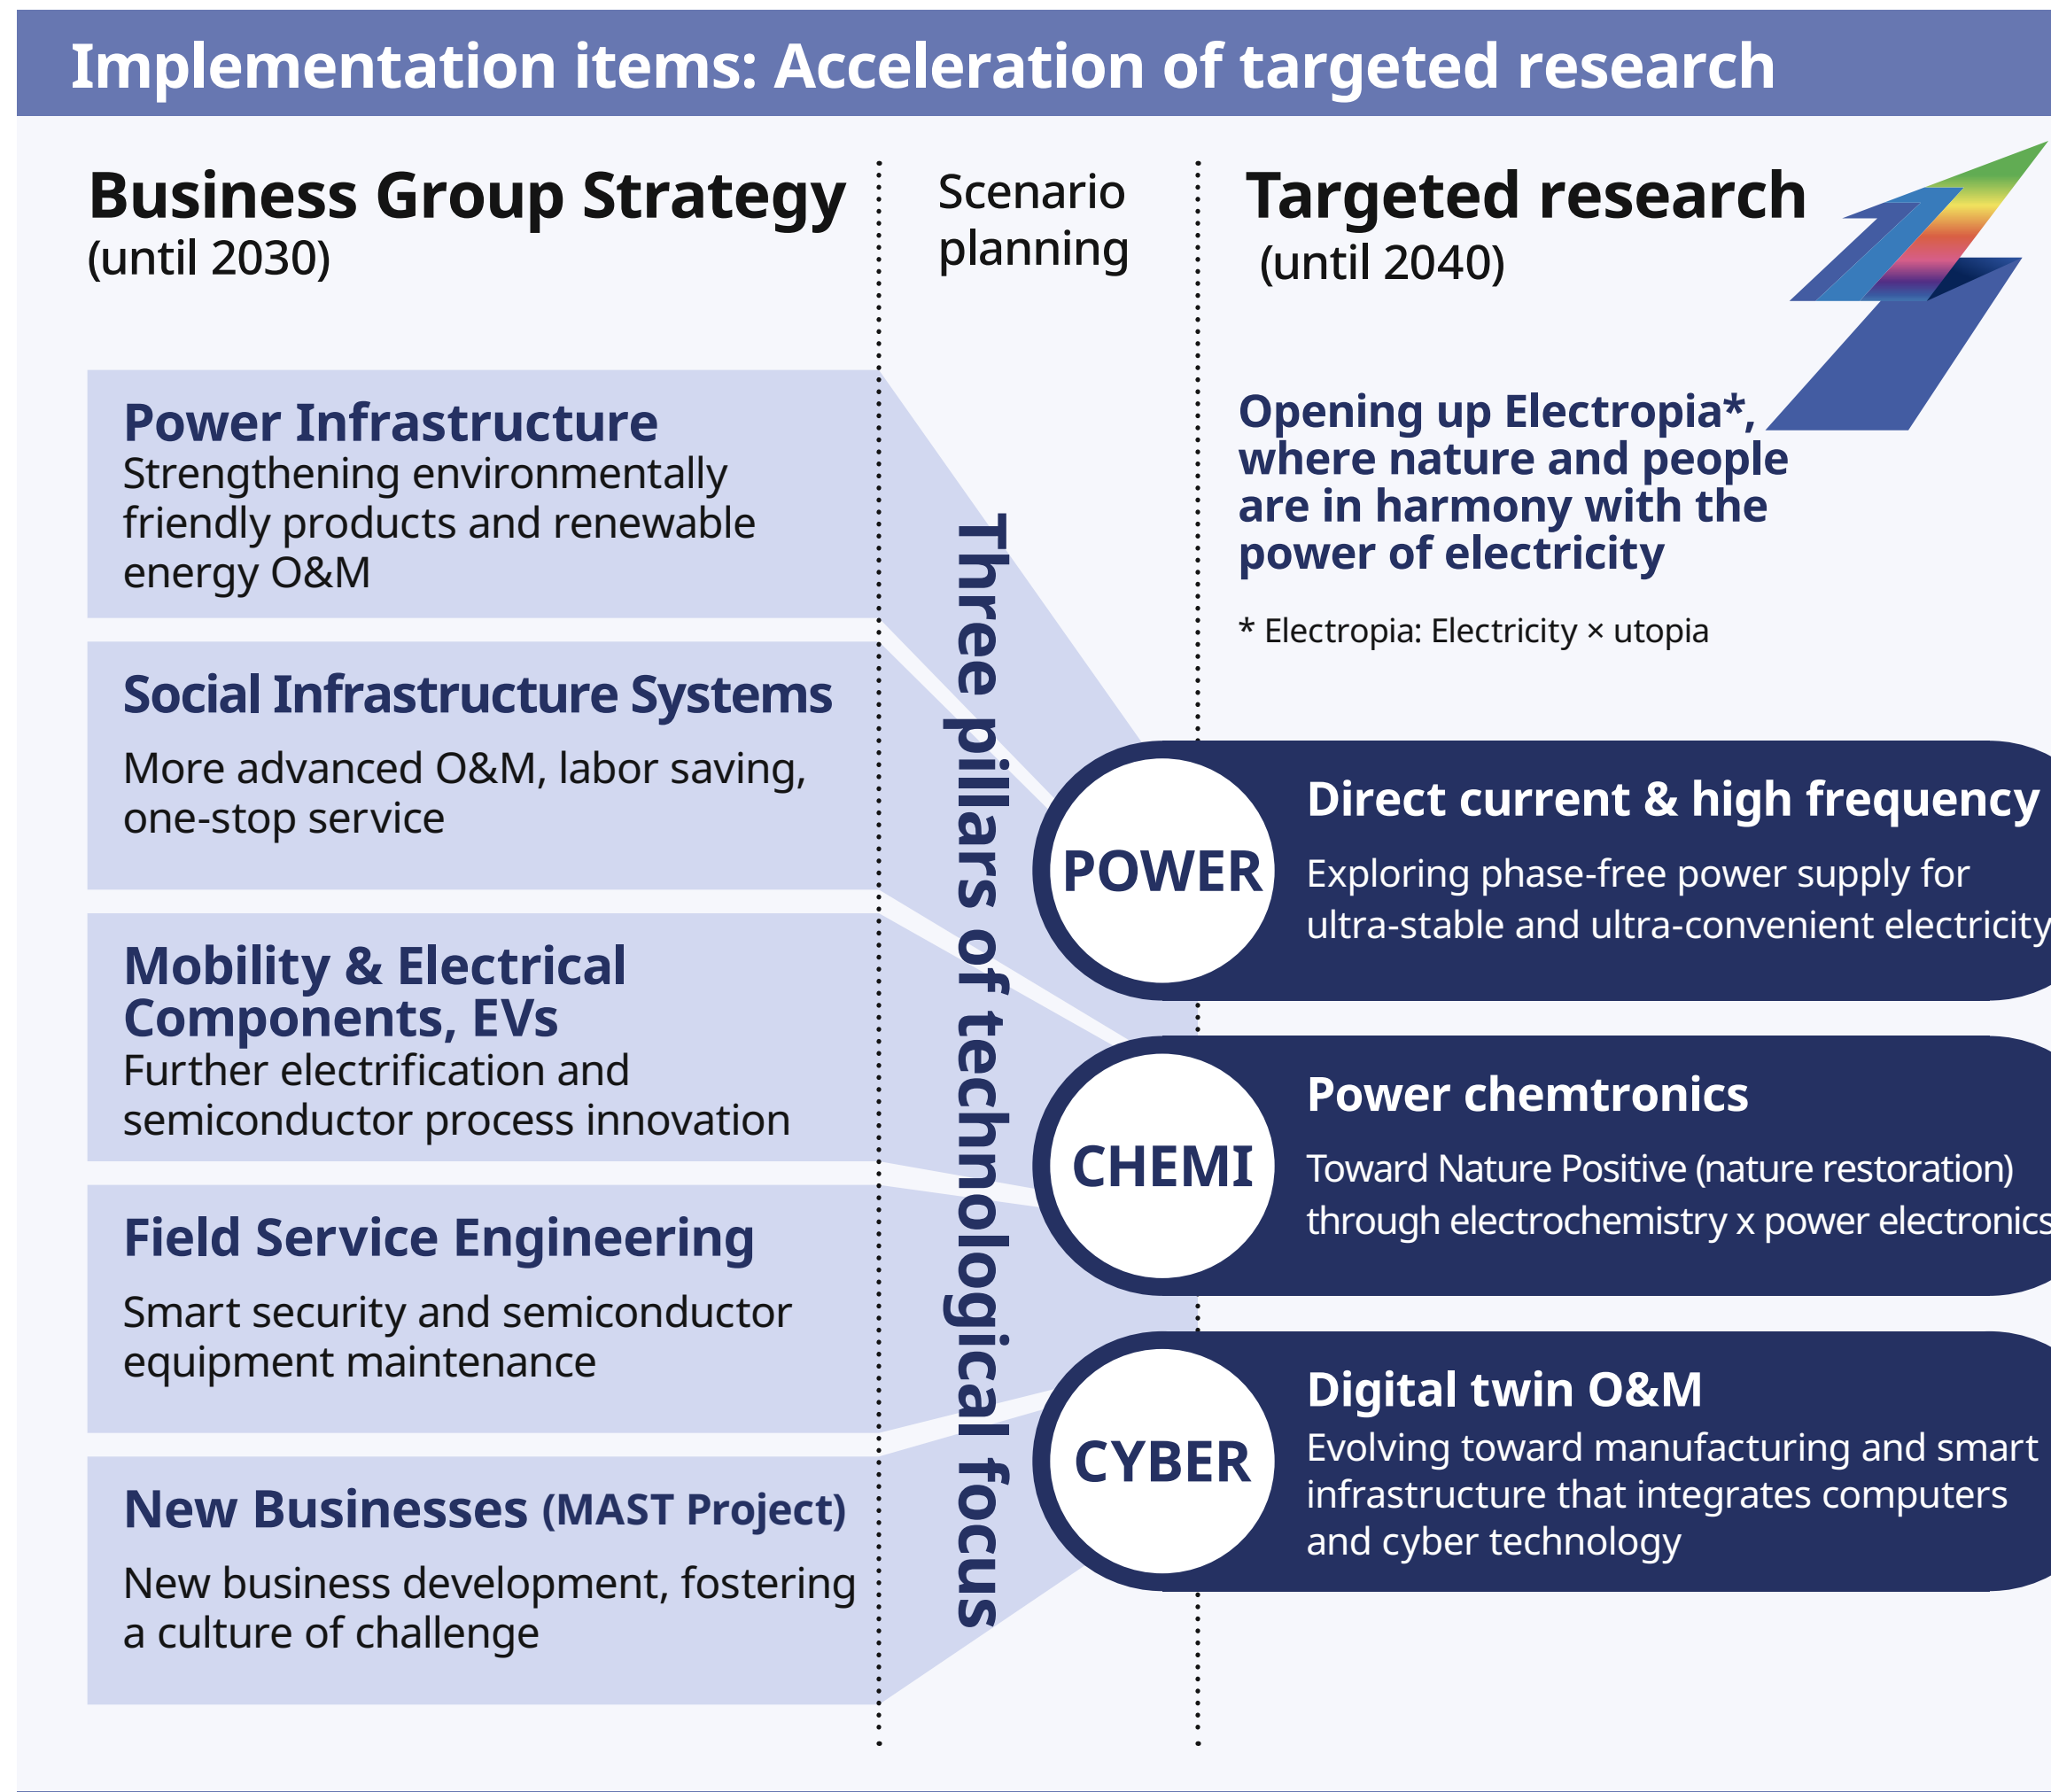 Implementation items: Acceleration of targeted research
Business Group Strategy
(until 2030)
Scenario
planning
Targeted research
(until 2040)
Power Infrastructure
Strengthening environmentally
friendly products and renewable
energy O&M
Social Infrastructure Systems
More advanced O&M, labor saving,
one-stop service
Mobility & Electrical
Components, EVs
Further electrification and
semiconductor process innovation
Field Service Engineering
Smart security and semiconductor
equipment maintenance
New Businesses (MAST Project)
New business development, fostering
a culture of challenge
Three pillars of technological focus
Opening up Electropia*,
where nature and people
are in harmony with the
power of electricity
* Electropia: Electricity × utopia
POWER
Direct current & high frequency
Exploring phase-free power supply for
ultra-stable and ultra-convenient electricity
CHEMI
Power chemtronics
Toward Nature Positive (nature restoration)
through electrochemistry x power electronics
CYBER
Digital twin O&M
Evolving toward manufacturing and smart
infrastructure that integrates computers
and cyber technology